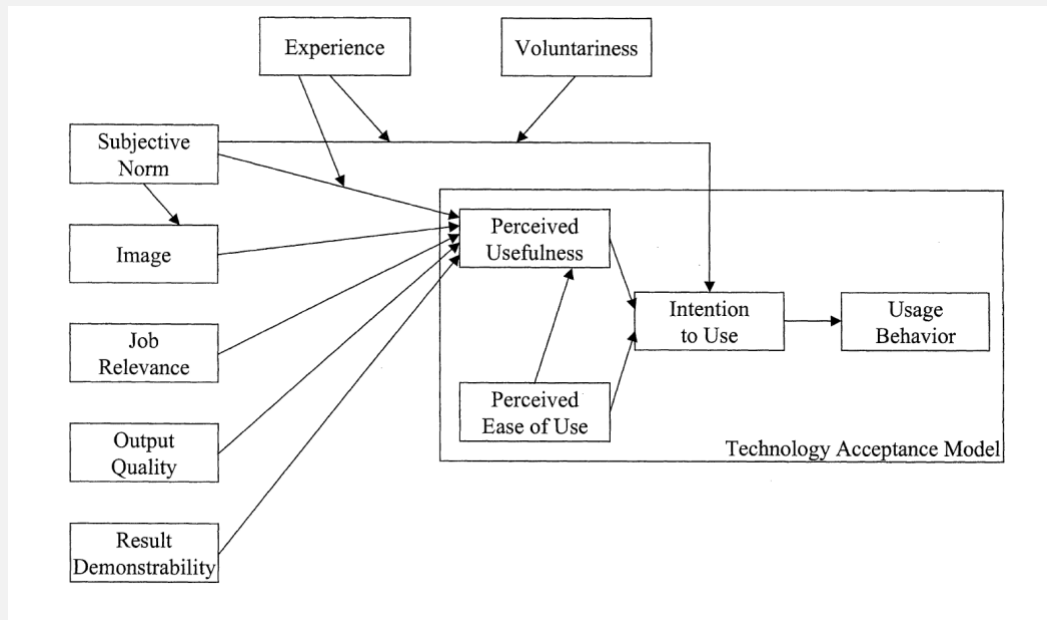 Experience
Voluntariness
Subjective
Norm
Image
Job
Relevance
Output
Quality
Result
Demonstrability
Perceived
Usefulness
Perceived
Ease of Use
Intention
to Use
Usage
Behavior
Technology Acceptance Model